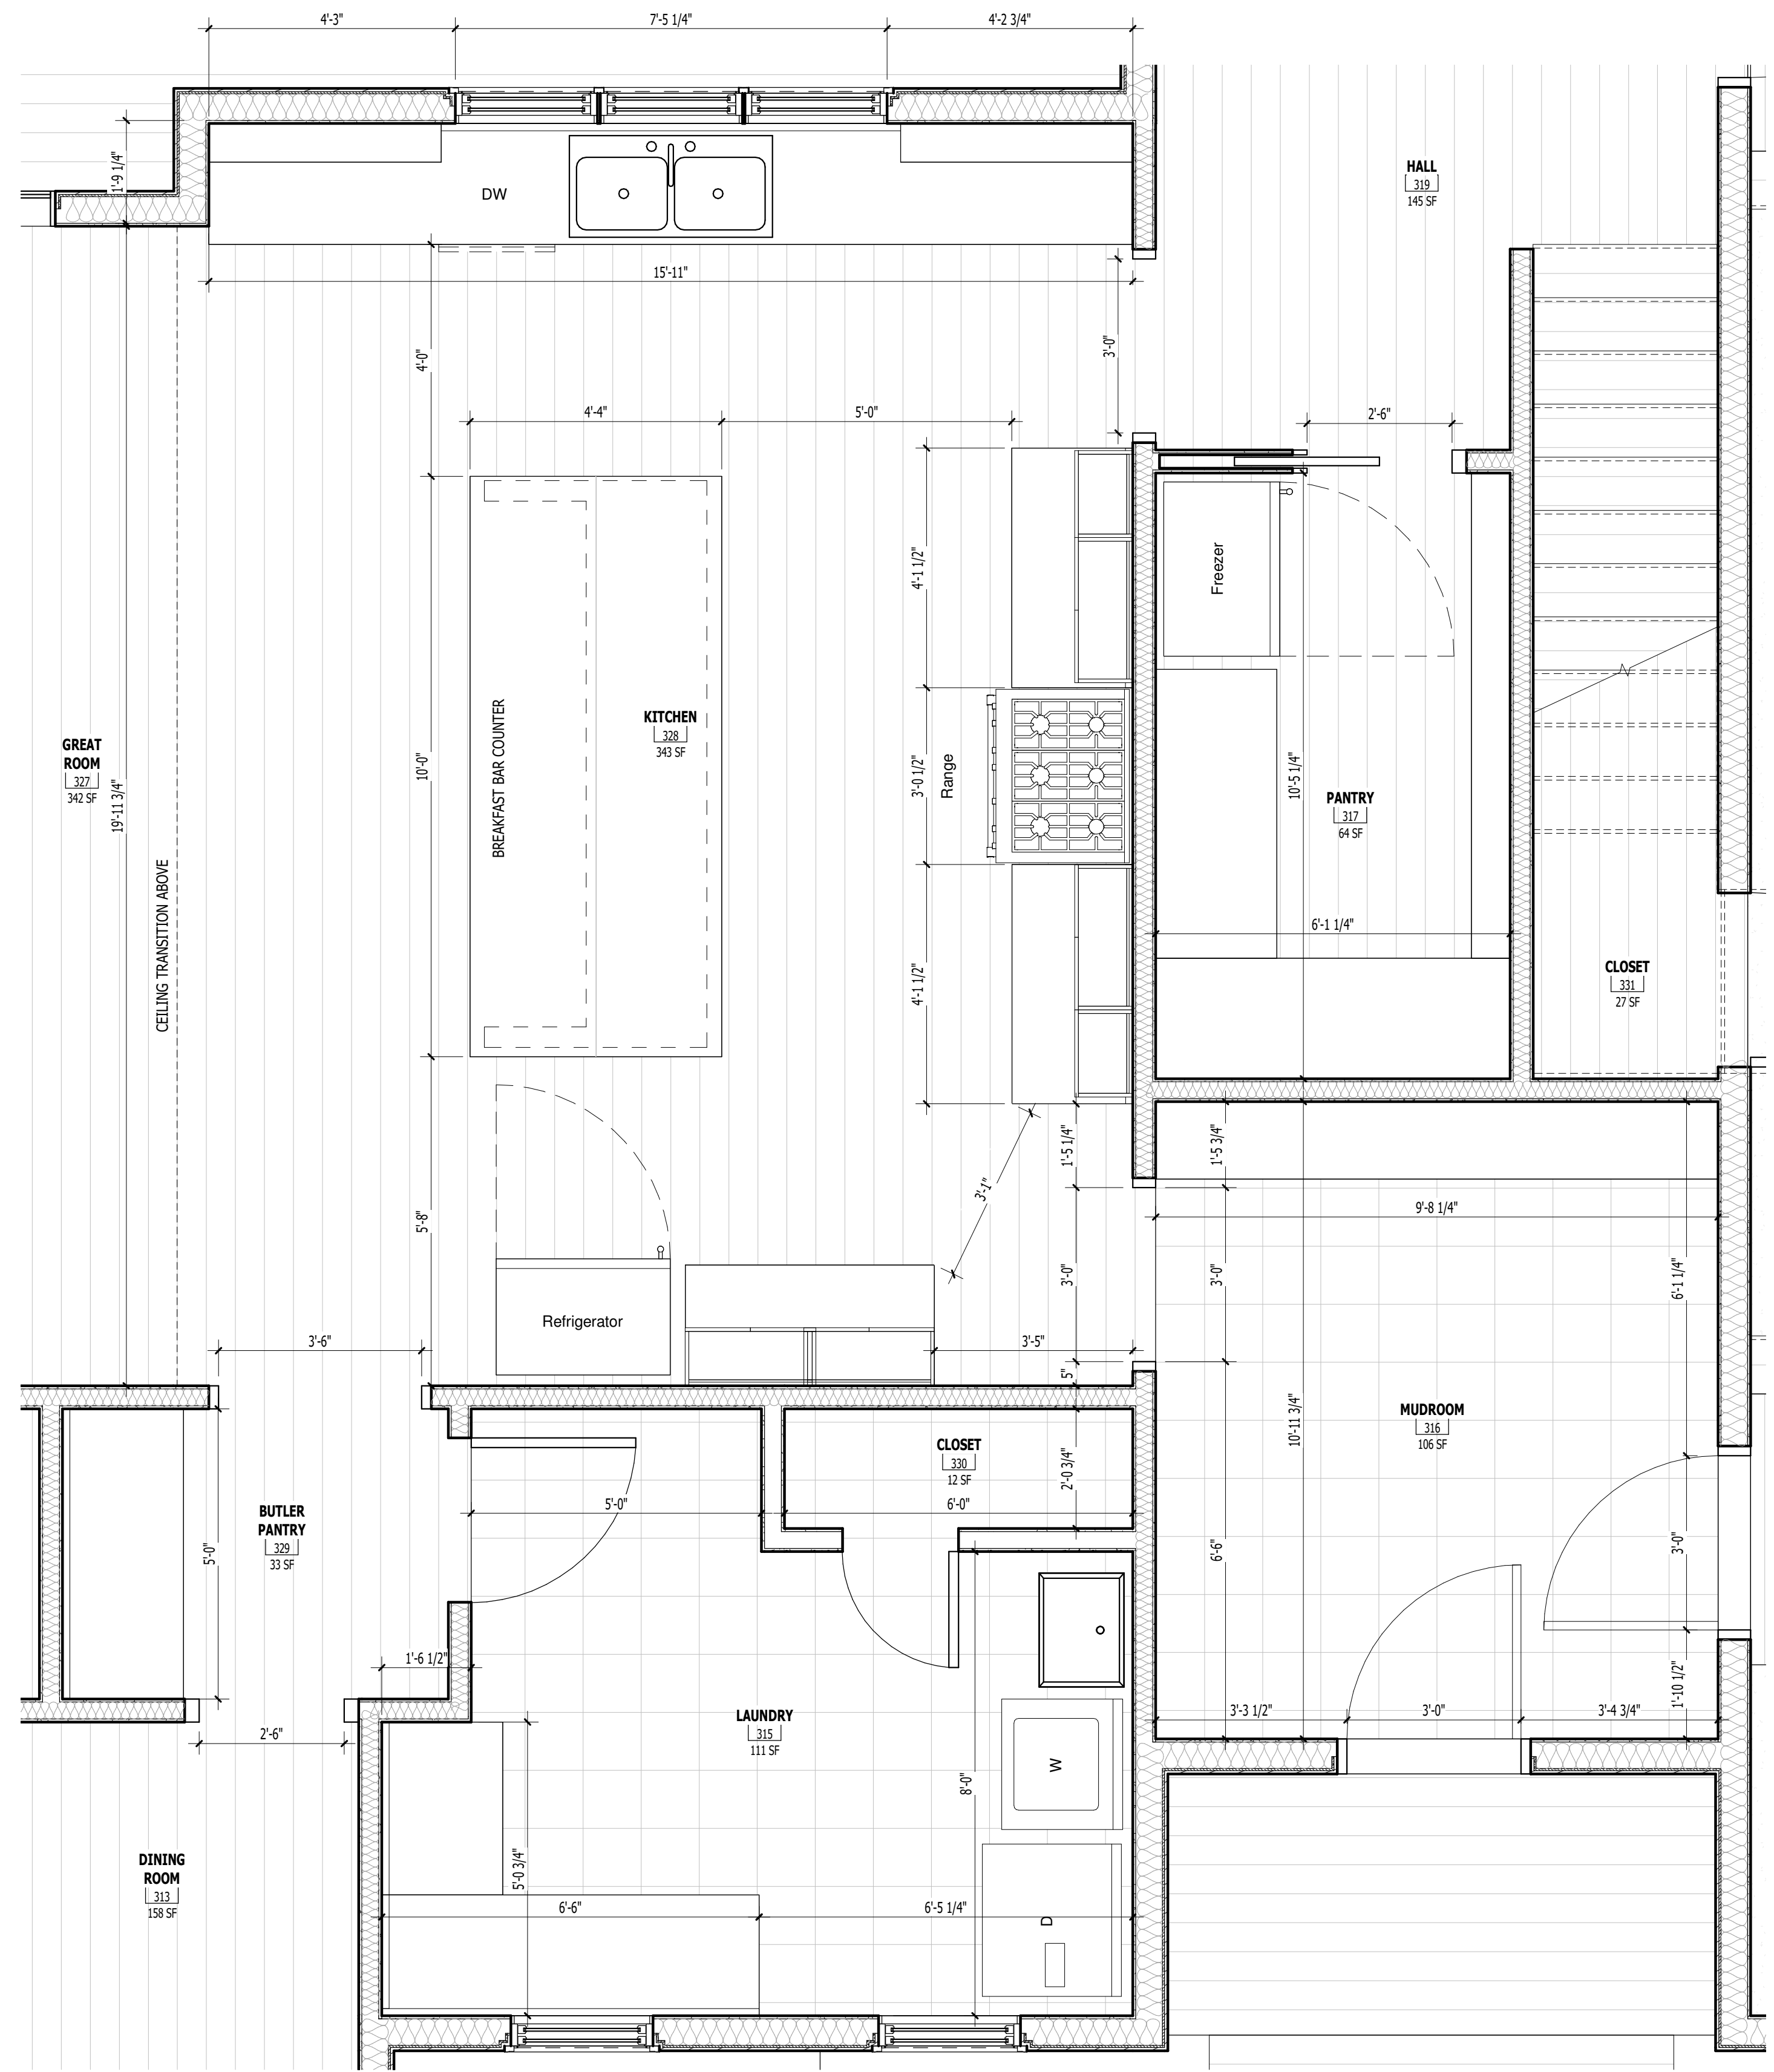 4'-3"
7'-5 1/4"
4'-2 3/4"
1'-9 1/4"
DW
HALL
319
145 SF
15'-11"
4'-0"
3'-0"
4'-4"
5'-0"
2'-6"
4'-1 1/2"
Freezer
GREAT
ROOM
327
342 SF
19'-11 3/4"
CEILING TRANSITION ABOVE
10'-0"
BREAKFAST BAR COUNTER
KITCHEN
328
343 SF
3'-0 1/2"
Range
10'-5 1/4"
PANTRY
317
64 SF
6'-1 1/4"
4'-1 1/2"
CLOSET
331
27 SF
1'-5 1/4"
1'-5 3/4"
3'-1"
5'-8"
9'-8 1/4"
3'-0"
3'-0"
6'-1 1/4"
Refrigerator
3'-6"
3'-5"
5"
10'-11 3/4"
MUDROOM
316
106 SF
CLOSET
330
12 SF
2'-0 3/4"
5'-0"
6'-0"
BUTLER
PANTRY
329
33 SF
5'-0"
6'-6"
3'-0"
1'-6 1/2"
1'-10 1/2"
3'-3 1/2"
3'-0"
3'-4 3/4"
2'-6"
LAUNDRY
315
111 SF
W
8'-0"
DINING
ROOM
313
158 SF
5'-0 3/4"
6'-6"
6'-5 1/4"
D